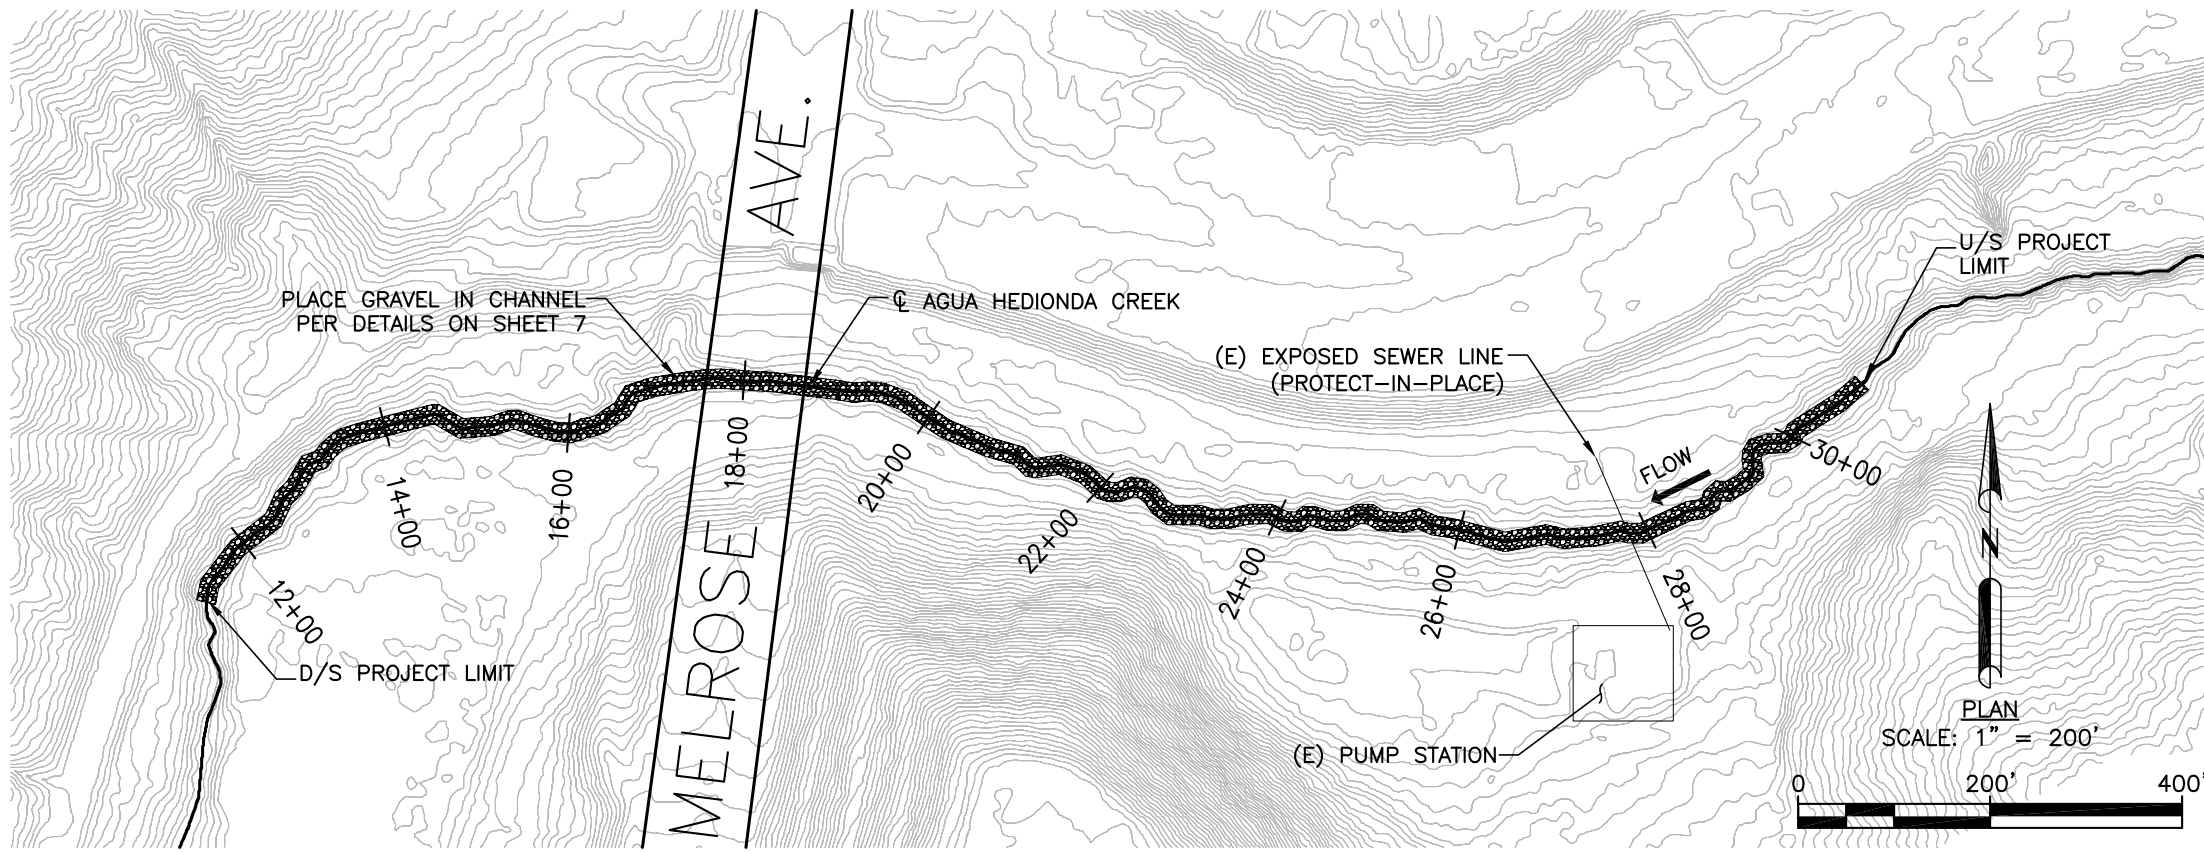 AVE.
MELROSE
U/S PROJECT
LIMIT
PLACE GRAVEL IN CHANNEL
PER DETAILS ON SHEET 7
℄ AGUA HEDIONDA CREEK
(E) EXPOSED SEWER LINE
(PROTECT-IN-PLACE)
FLOW
12+00
14+00
16+00
18+00
20+00
22+00
24+00
26+00
28+00
30+00
N
D/S PROJECT LIMIT
(E) PUMP STATION
PLAN
SCALE: 1" = 200'
0 200' 400'